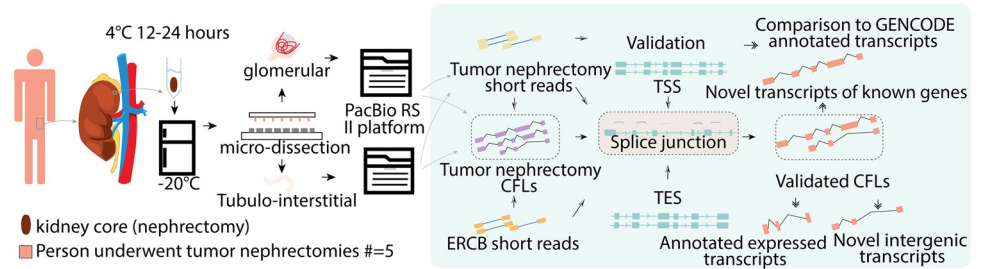 4°C 12-24 hours
-20°C
glomerular
micro-dissection
Tubulo-interstitial
PacBio RS
II platform
kidney core (nephrectomy)
Person underwent tumor nephrectomies #=5
Tumor nephrectomy
short reads
Tumor nephrectomy
CFLs
ERCB short reads
Validation
TSS
Splice junction
TES
Comparison to GENCODE
annotated transcripts
Novel transcripts of known genes
Validated CFLs
Annotated expressed
transcripts
Novel intergenic
transcripts